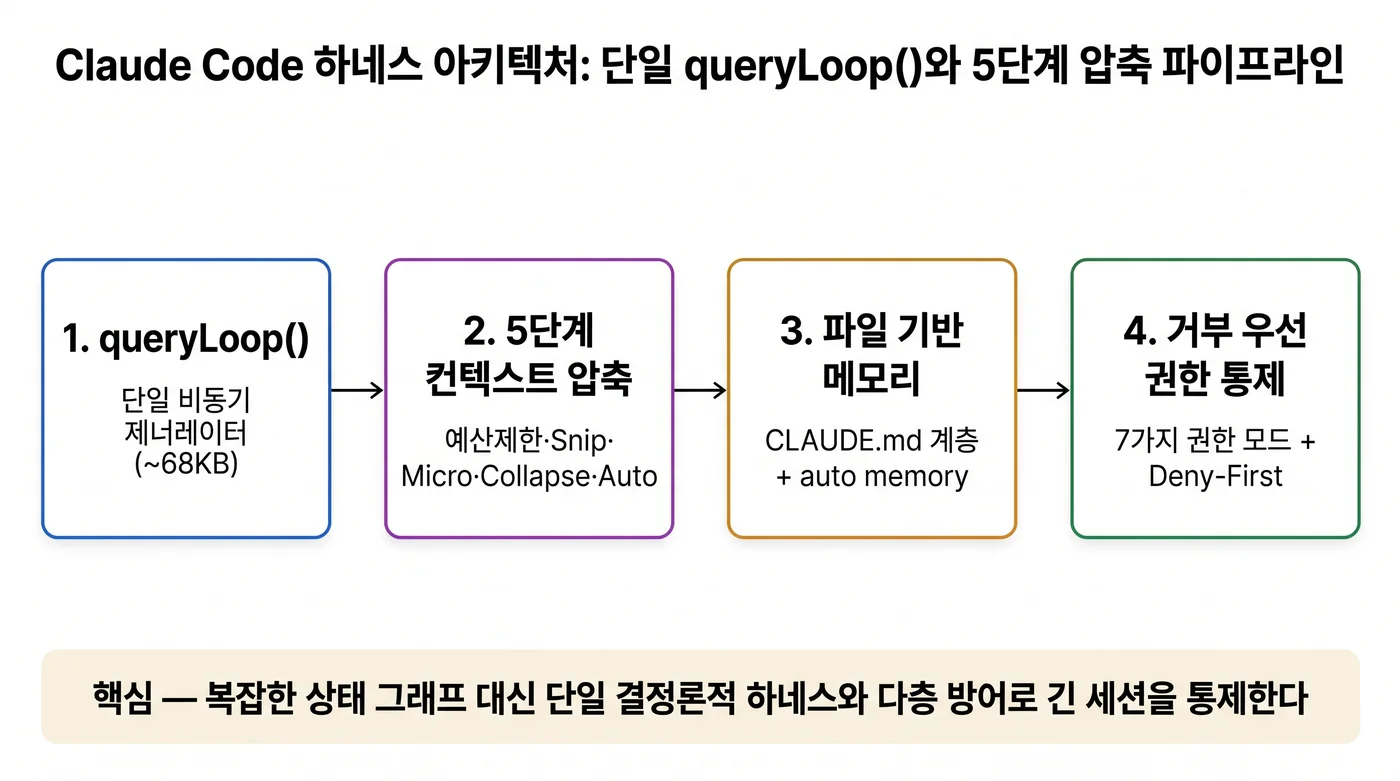 Claude Code 하네스 아키텍처: 단일 queryLoop()와 5단계 압축 파이프라인
1. queryLoop()
단일 비동기
제너레이터
(~68KB)
2. 5단계
컨텍스트 압축
예산제한·Snip·
Micro·Collapse·Auto
3. 파일 기반
메모리
CLAUDE.md 계층
+ auto memory
4. 거부 우선
권한 통제
7가지 권한 모드 +
Deny-First
핵심 — 복잡한 상태 그래프 대신 단일 결정론적 하네스와 다층 방어로 긴 세션을 통제한다